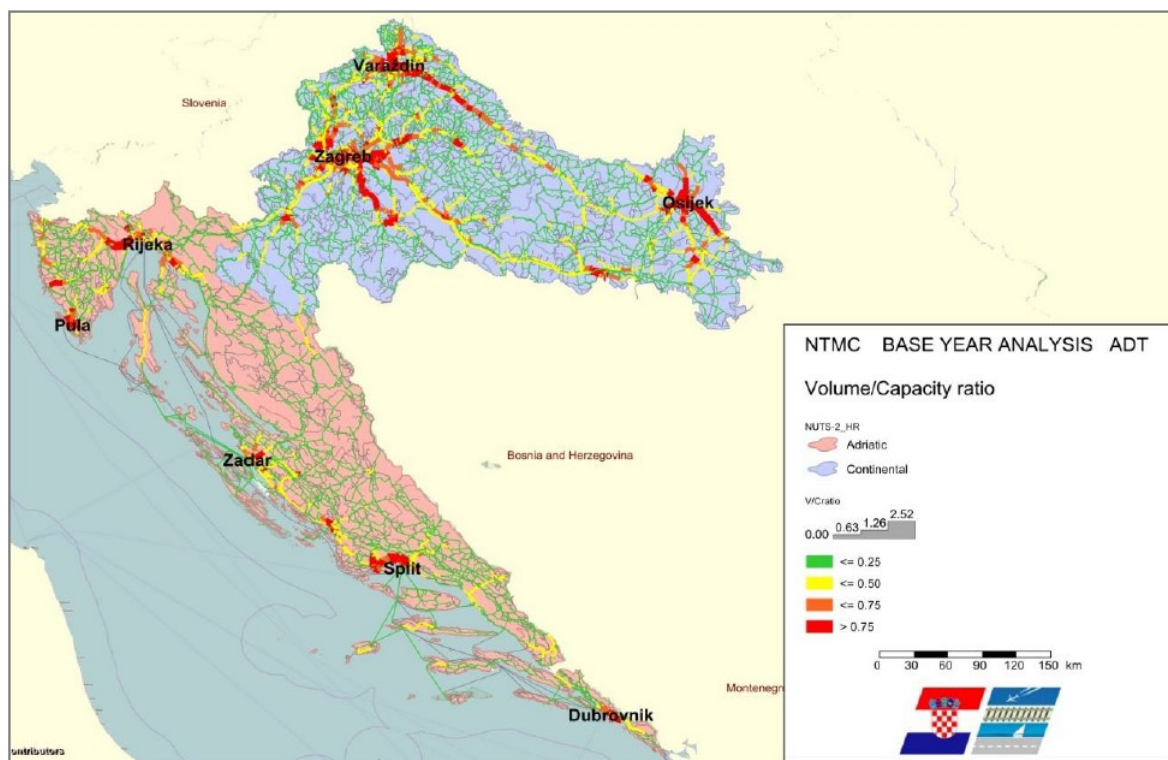 Varaždin
Slovenia
Zagreb
Osijek
Rijeka
Pula
Zadar
Bosnia and Herzegovina
Split
Dubrovnik
Montenegr
ontributors
NTMC BASE YEAR ANALYSIS ADT
Volume/Capacity ratio
NUTS-2_HR
Adriatic
Continental
V/Cratio
0.00 0.63 1.26 2.52
<= 0.25
<= 0.50
<= 0.75
> 0.75
0 30 60 90 120 150 km